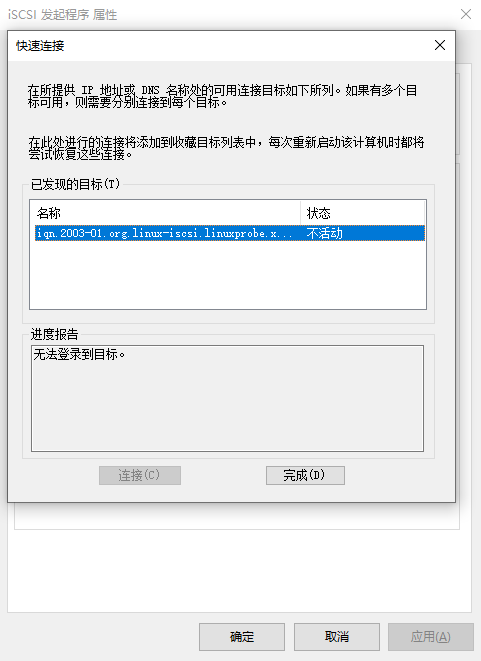 iSCSI 发起程序 属性
快速连接
在所提供 IP 地址或 DNS 名称处的可用连接目标如下所列。如果有多个目
标可用，则需要分别连接到每个目标。
在此处进行的连接将添加到收藏目标列表中，每次重新启动该计算机时都将
尝试恢复这些连接。
已发现的目标(T)
名称 状态
iqn.2003-01.org.linux-iscsi.linuxprobe.x... 不活动
进度报告
无法登录到目标。
连接(C) 完成(D)
确定 取消 应用(A)